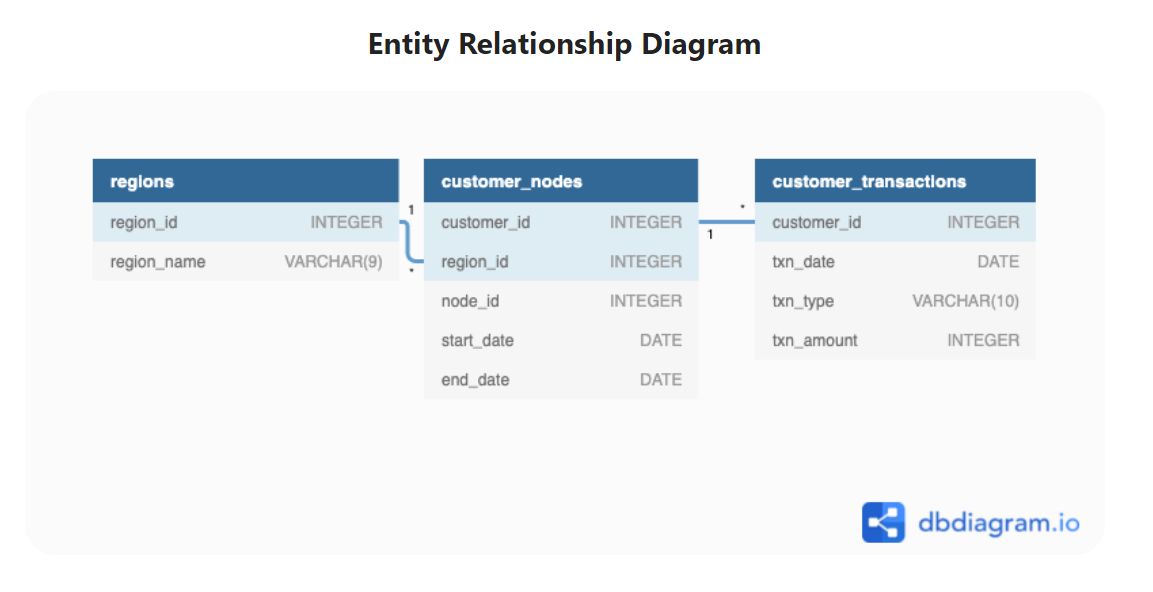 Entity Relationship Diagram
regions
region_id INTEGER
region_name VARCHAR(9)
1
*
customer_nodes
customer_id INTEGER
region_id INTEGER
node_id INTEGER
start_date DATE
end_date DATE
1
*
customer_transactions
customer_id INTEGER
txn_date DATE
txn_type VARCHAR(10)
txn_amount INTEGER
dbdiagram.io